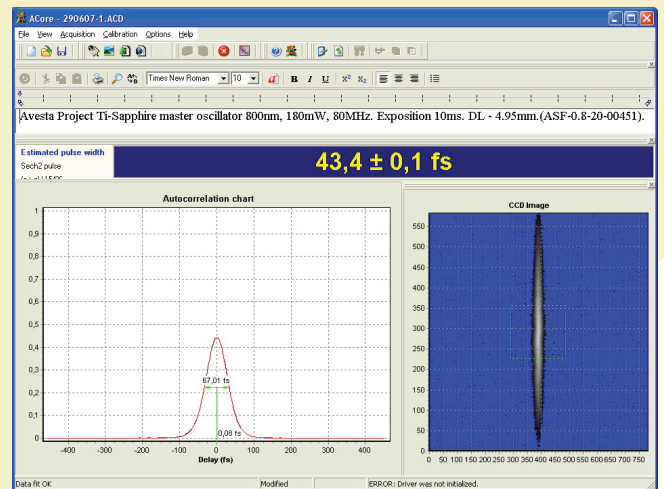 ACore - 290607-1.ACD
File View Acquisition Calibration Options Help
Times New Roman 10 B I U x² x₂
Avesta Project Ti-Sapphire master oscillator 800nm, 180mW, 80MHz. Exposition 10ms. DL - 4.95mm.(ASF-0.8-20-00451).
Estimated pulse width
Sech2 pulse
43,4 ± 0,1 fs
Autocorrelation chart
1
0,9
0,8
0,7
0,6
0,5
0,4
0,3
0,2
0,1
0
67,01 fs
0,08 fs
-400 -300 -200 -100 0 100 200 300 400
Delay (fs)
CCD Image
550
500
450
400
350
300
250
200
150
100
50
0
0 50 100 150 200 250 300 350 400 450 500 550 600 650 700 750
Data fit OK Modified ERROR: Driver was not initialized.